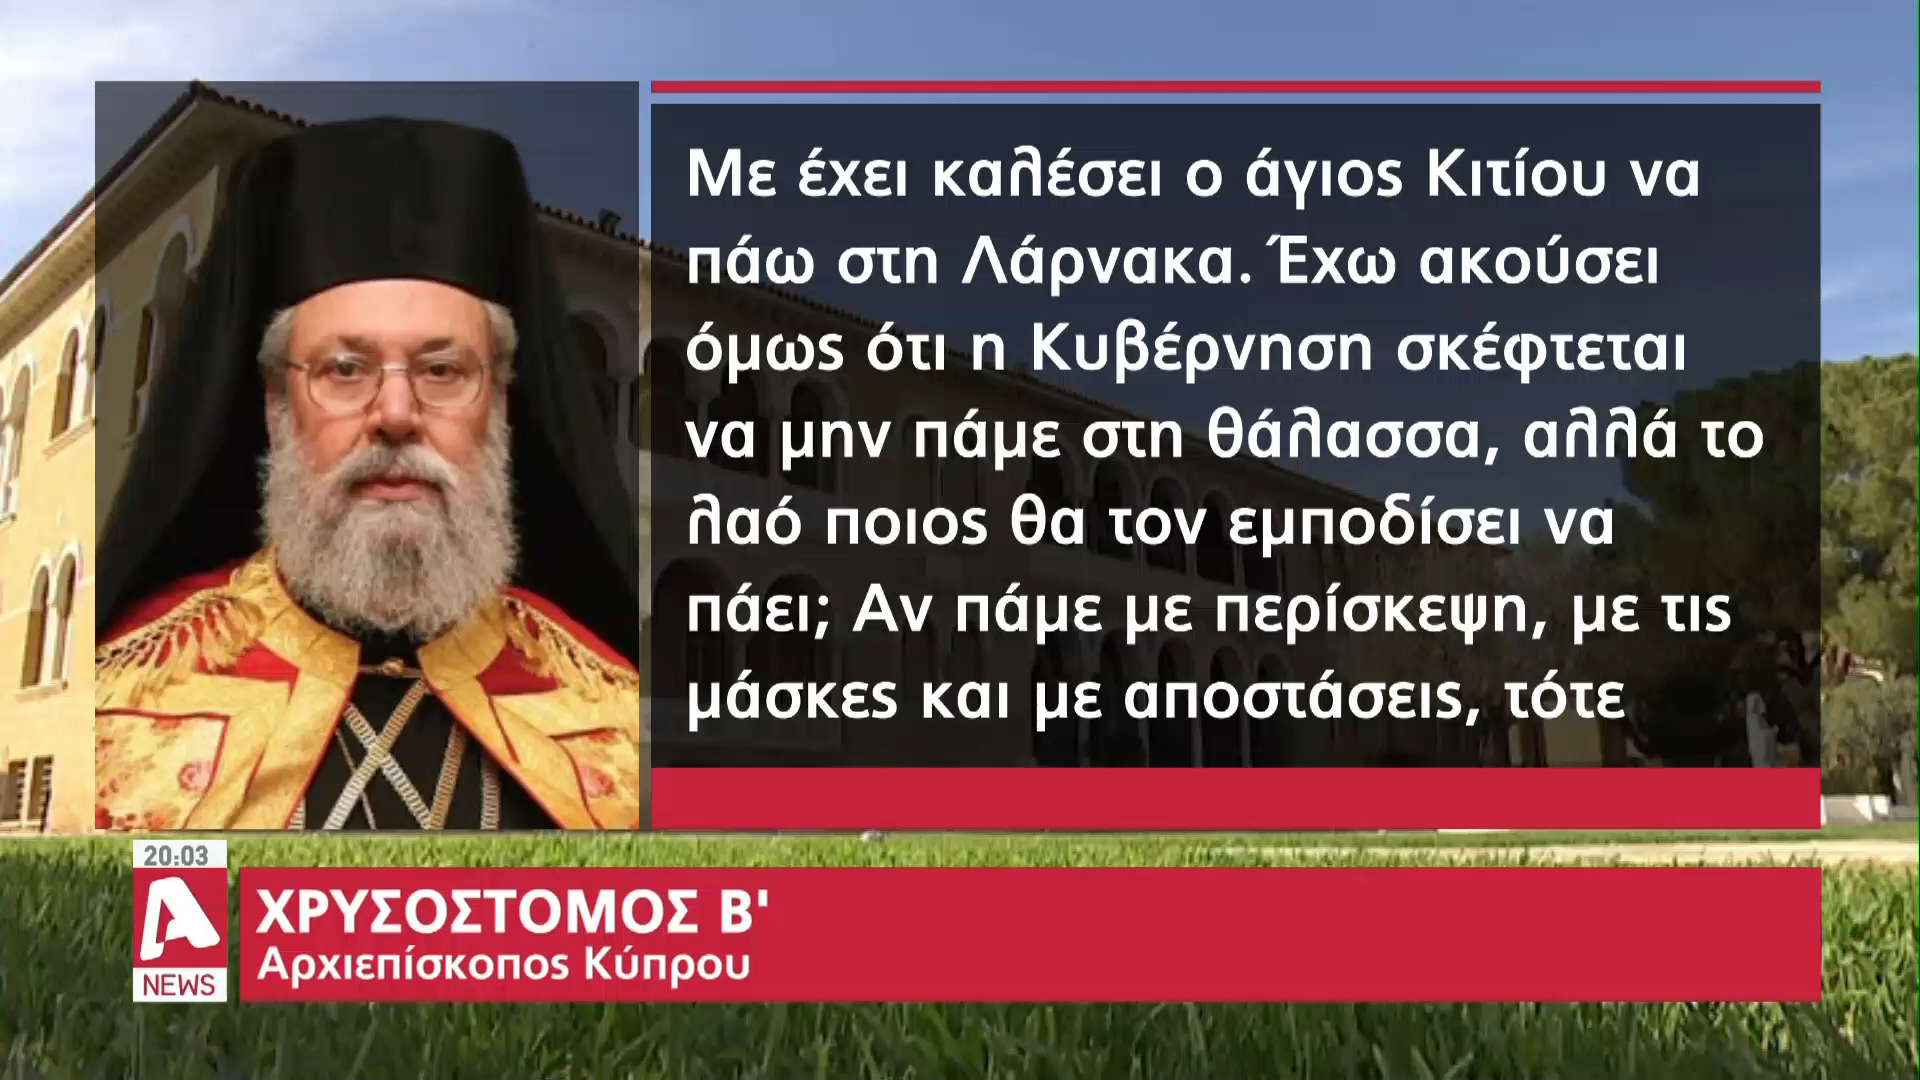 Με έχει καλέσει ο άγιος Κιτίου να
πάω στη Λάρνακα. Έχω ακούσει
όμως ότι η Κυβέρνηση σκέφτεται
να μην πάμε στη θάλασσα, αλλά το
λαό ποιος θα τον εμποδίσει να
πάει; Αν πάμε με περίσκεψη, με τις
μάσκες και με αποστάσεις, τότε
20:03
NEWS
ΧΡΥΣΟΣΤΟΜΟΣ Β'
Αρχιεπίσκοπος Κύπρου